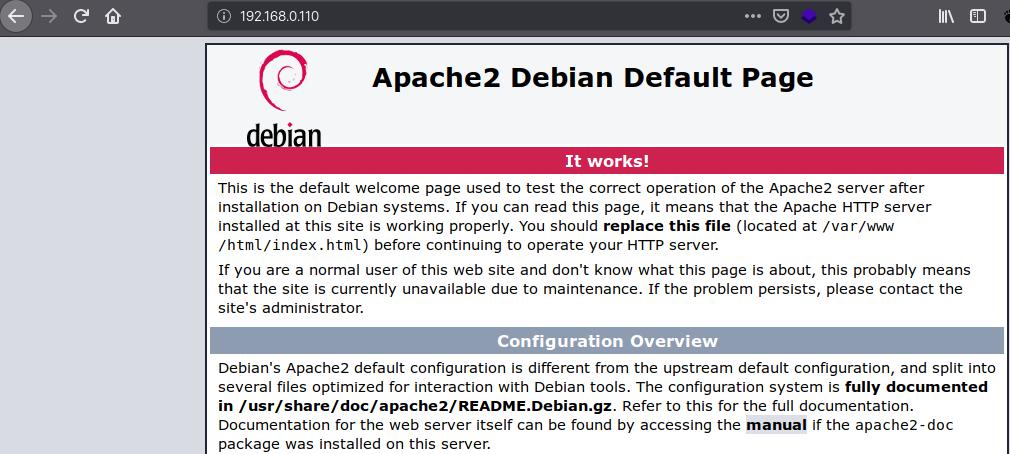 192.168.0.110
debian
Apache2 Debian Default Page
It works!
This is the default welcome page used to test the correct operation of the Apache2 server after
installation on Debian systems. If you can read this page, it means that the Apache HTTP server
installed at this site is working properly. You should replace this file (located at /var/www
/html/index.html) before continuing to operate your HTTP server.
If you are a normal user of this web site and don't know what this page is about, this probably means
that the site is currently unavailable due to maintenance. If the problem persists, please contact the
site's administrator.
Configuration Overview
Debian's Apache2 default configuration is different from the upstream default configuration, and split into
several files optimized for interaction with Debian tools. The configuration system is fully documented
in /usr/share/doc/apache2/README.Debian.gz. Refer to this for the full documentation.
Documentation for the web server itself can be found by accessing the manual if the apache2-doc
package was installed on this server.